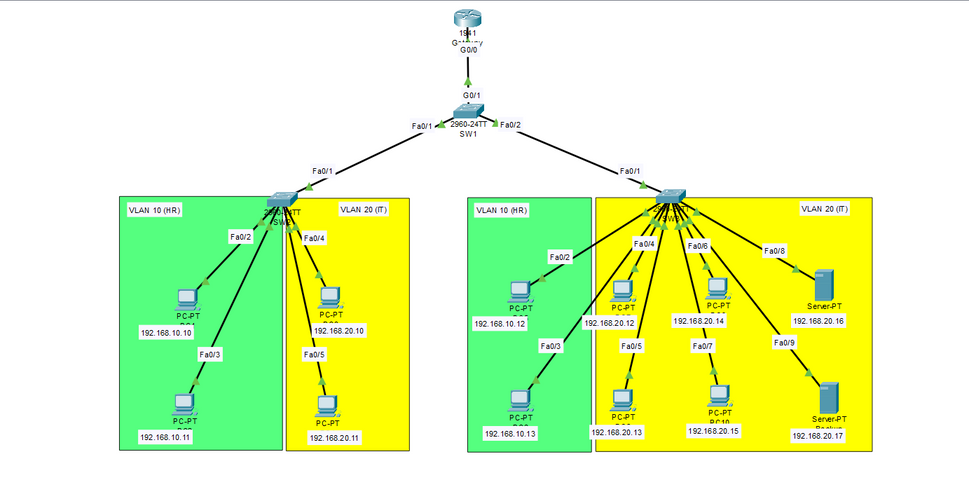 1941
G0/0
G0/1
Fa0/1
Fa0/2
2960-24TT
SW1
Fa0/1
Fa0/1
VLAN 10 (HR)
VLAN 20 (IT)
VLAN 10 (HR)
VLAN 20 (IT)
Fa0/2
Fa0/4
Fa0/2
Fa0/4
Fa0/6
Fa0/8
PC-PT
192.168.10.10
PC-PT
192.168.20.10
PC-PT
192.168.10.12
PC-PT
192.168.20.12
PC-PT
192.168.20.14
Server-PT
192.168.20.16
Fa0/3
Fa0/5
Fa0/3
Fa0/5
Fa0/7
Fa0/9
PC-PT
192.168.10.11
PC-PT
192.168.20.11
PC-PT
192.168.10.13
PC-PT
192.168.20.13
PC-PT
PC10
192.168.20.15
Server-PT
192.168.20.17